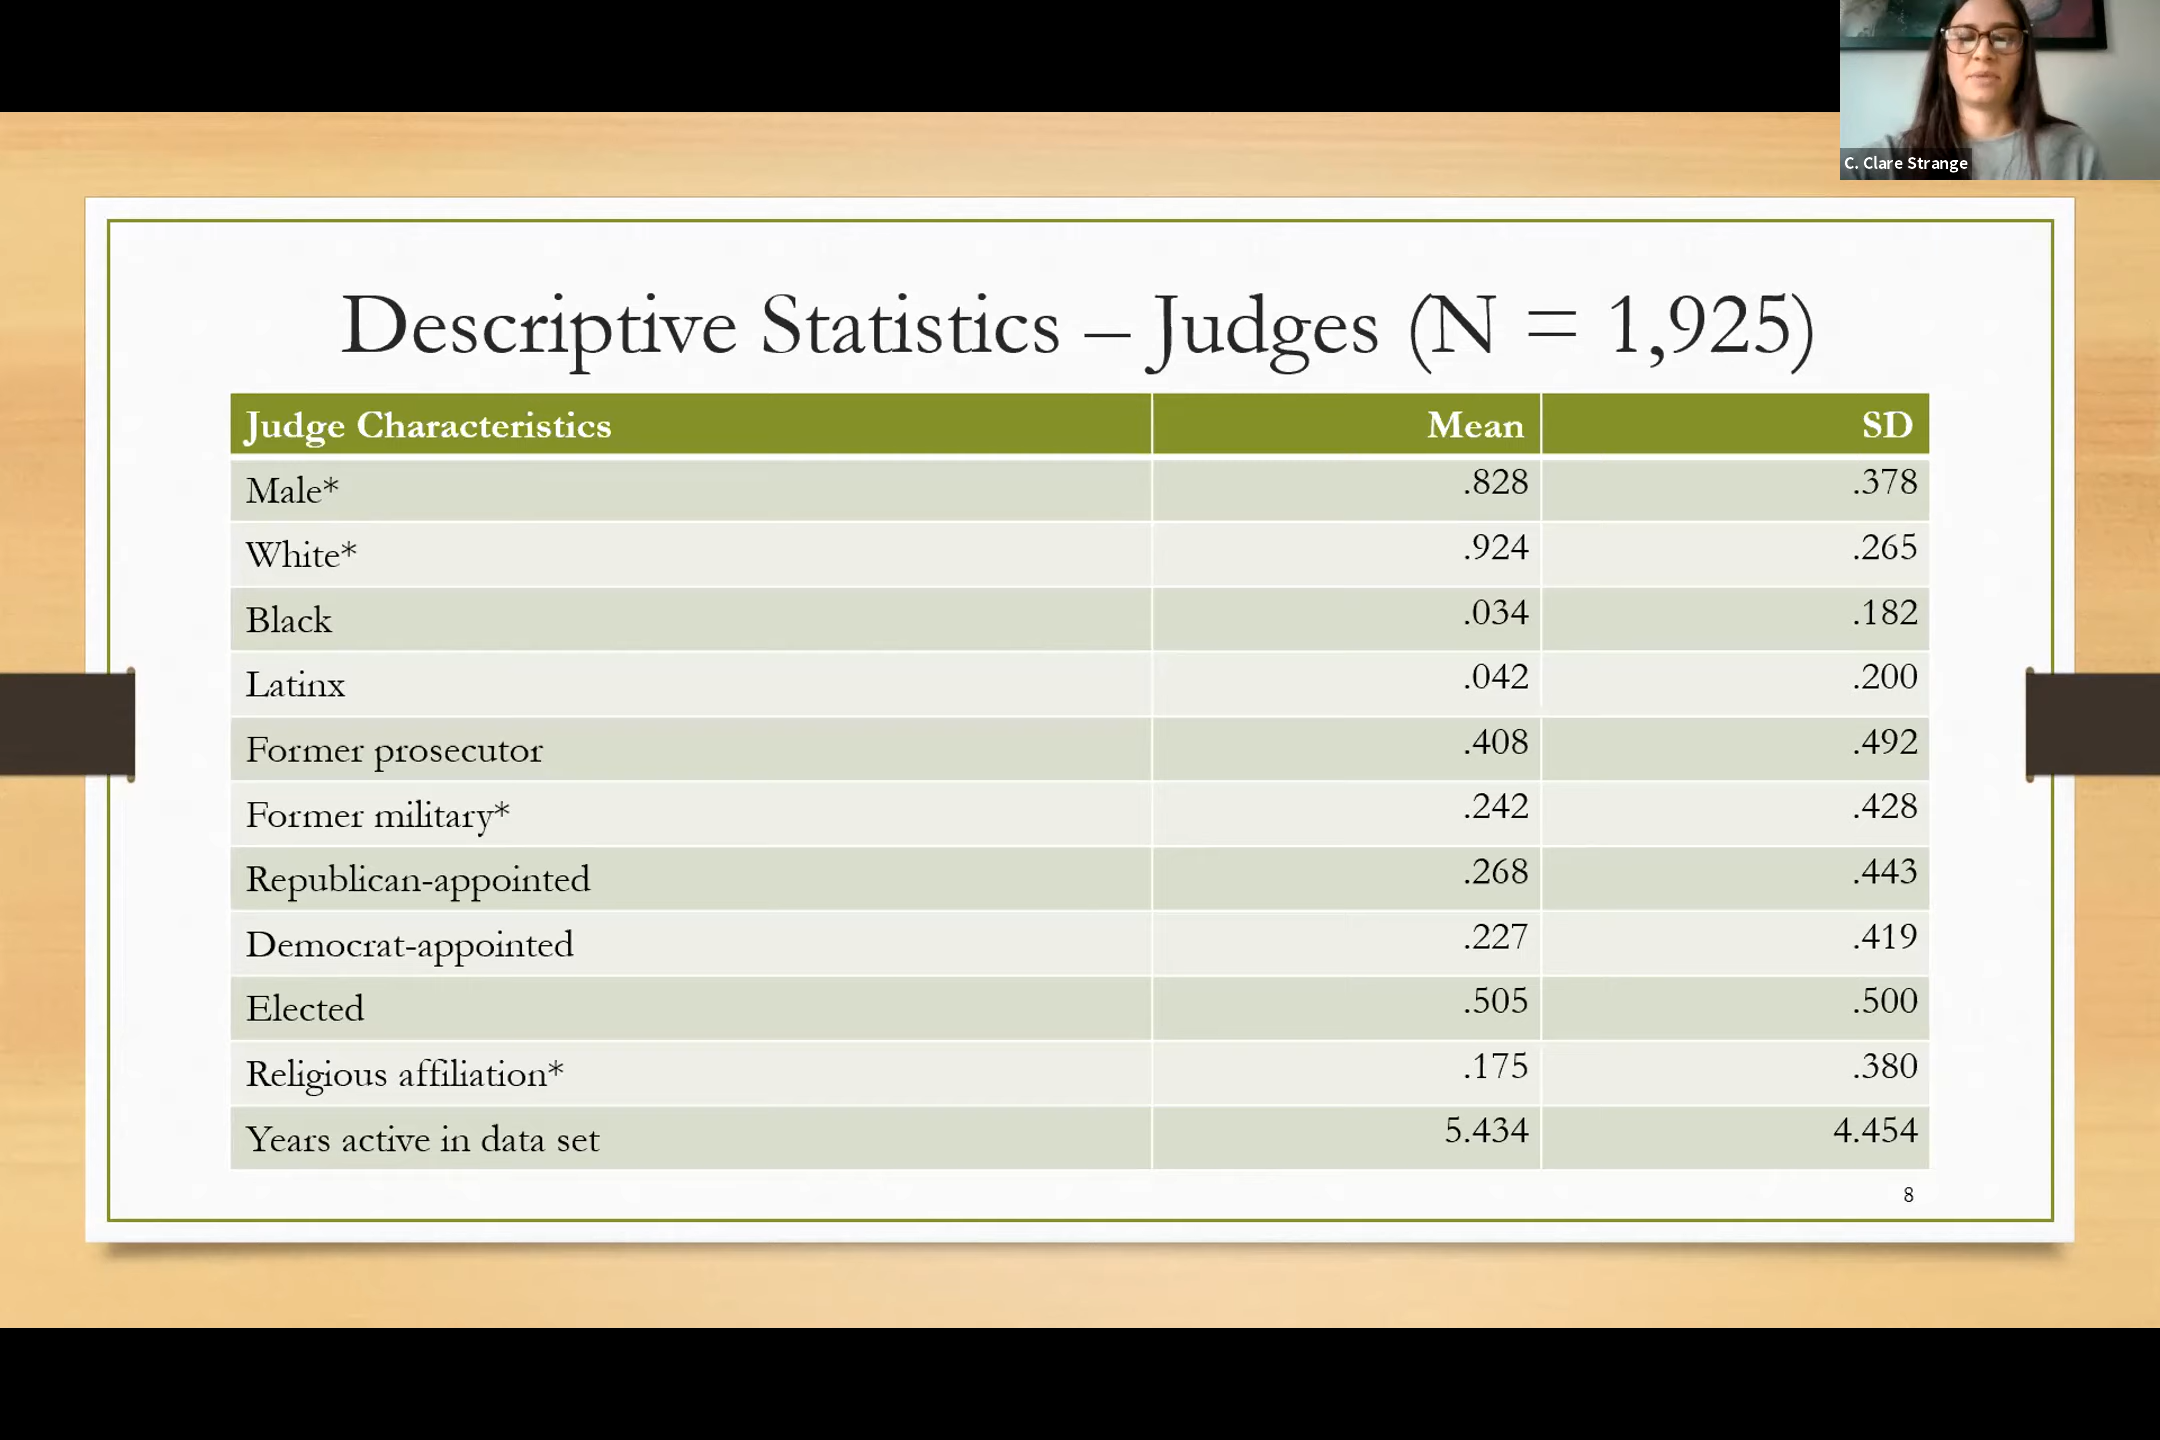 C. Clare Strange
Descriptive Statistics – Judges (N = 1,925)
Judge Characteristics Mean SD
Male* .828 .378
White* .924 .265
Black .034 .182
Latinx .042 .200
Former prosecutor .408 .492
Former military* .242 .428
Republican-appointed .268 .443
Democrat-appointed .227 .419
Elected .505 .500
Religious affiliation* .175 .380
Years active in data set 5.434 4.454
8